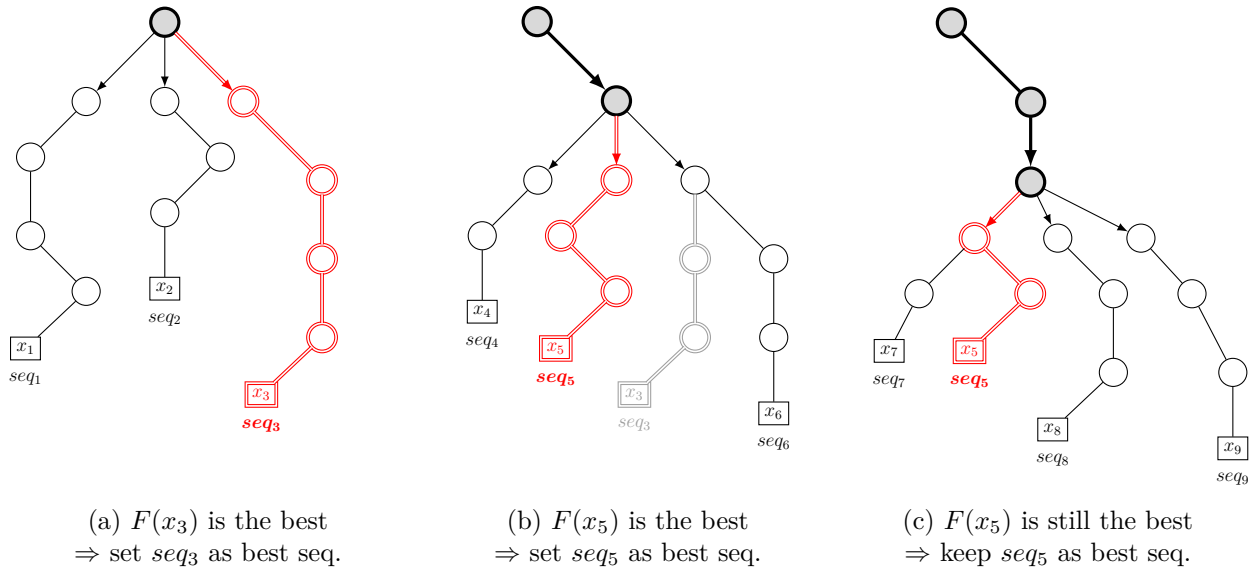 x₁
seq₁
x₂
seq₂
x₃
seq₃
(a) F(x₃) is the best
⇒ set seq₃ as best seq.
x₄
seq₄
x₅
seq₅
x₃
seq₃
x₆
seq₆
(b) F(x₅) is the best
⇒ set seq₅ as best seq.
x₇
seq₇
x₅
seq₅
x₈
seq₈
x₉
seq₉
(c) F(x₅) is still the best
⇒ keep seq₅ as best seq.